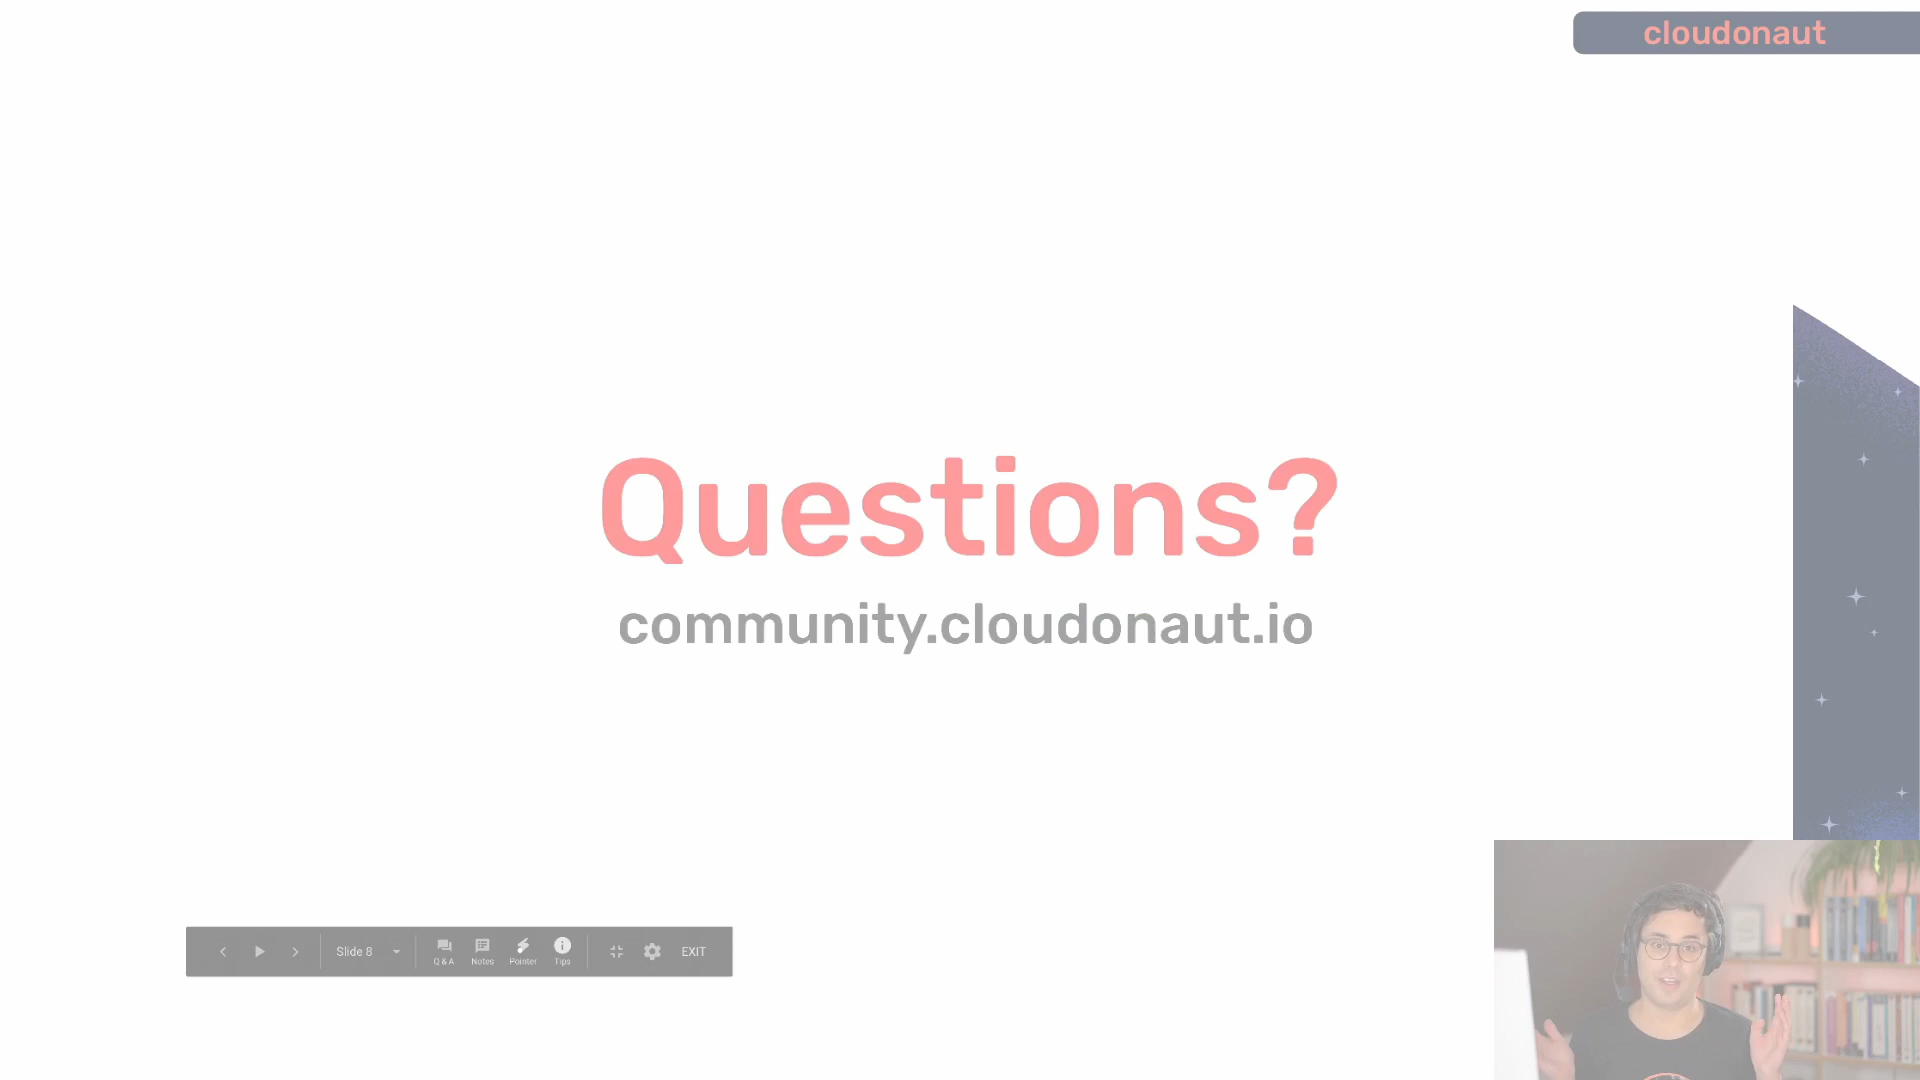 cloudonaut
Questions?
community.cloudonaut.io
Slide 8
Q & A
Notes
Pointer
Tips
EXIT